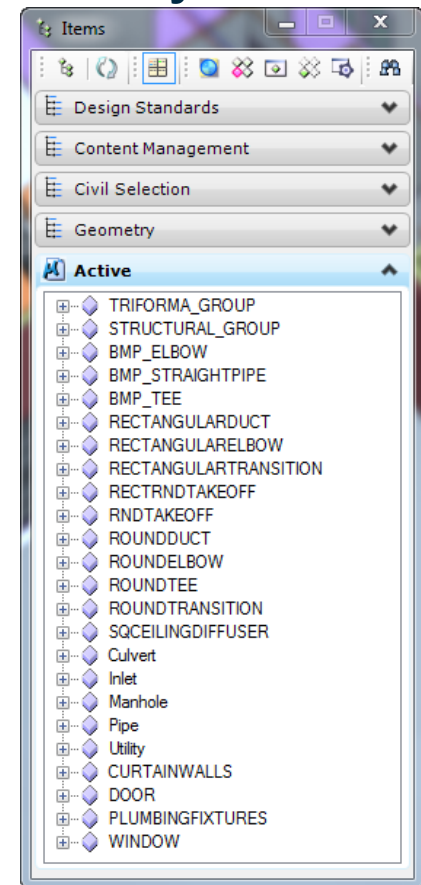 Items
Design Standards
Content Management
Civil Selection
Geometry
Active
TRIFORMA_GROUP
STRUCTURAL_GROUP
BMP_ELBOW
BMP_STRAIGHTPIPE
BMP_TEE
RECTANGULARDUCT
RECTANGULARELBOW
RECTANGULARTRANSITION
RECTRNDTAKEOFF
RNDTAKEOFF
ROUNDDUCT
ROUNDELBOW
ROUNDTEE
ROUNDTRANSITION
SQCEILINGDIFFUSER
Culvert
Inlet
Manhole
Pipe
Utility
CURTAINWALLS
DOOR
PLUMBINGFIXTURES
WINDOW